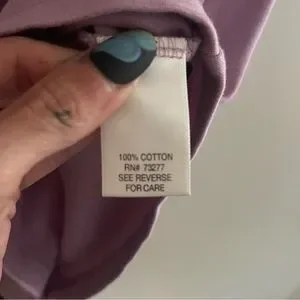 100% COTTON
RN# 73277
SEE REVERSE
FOR CARE